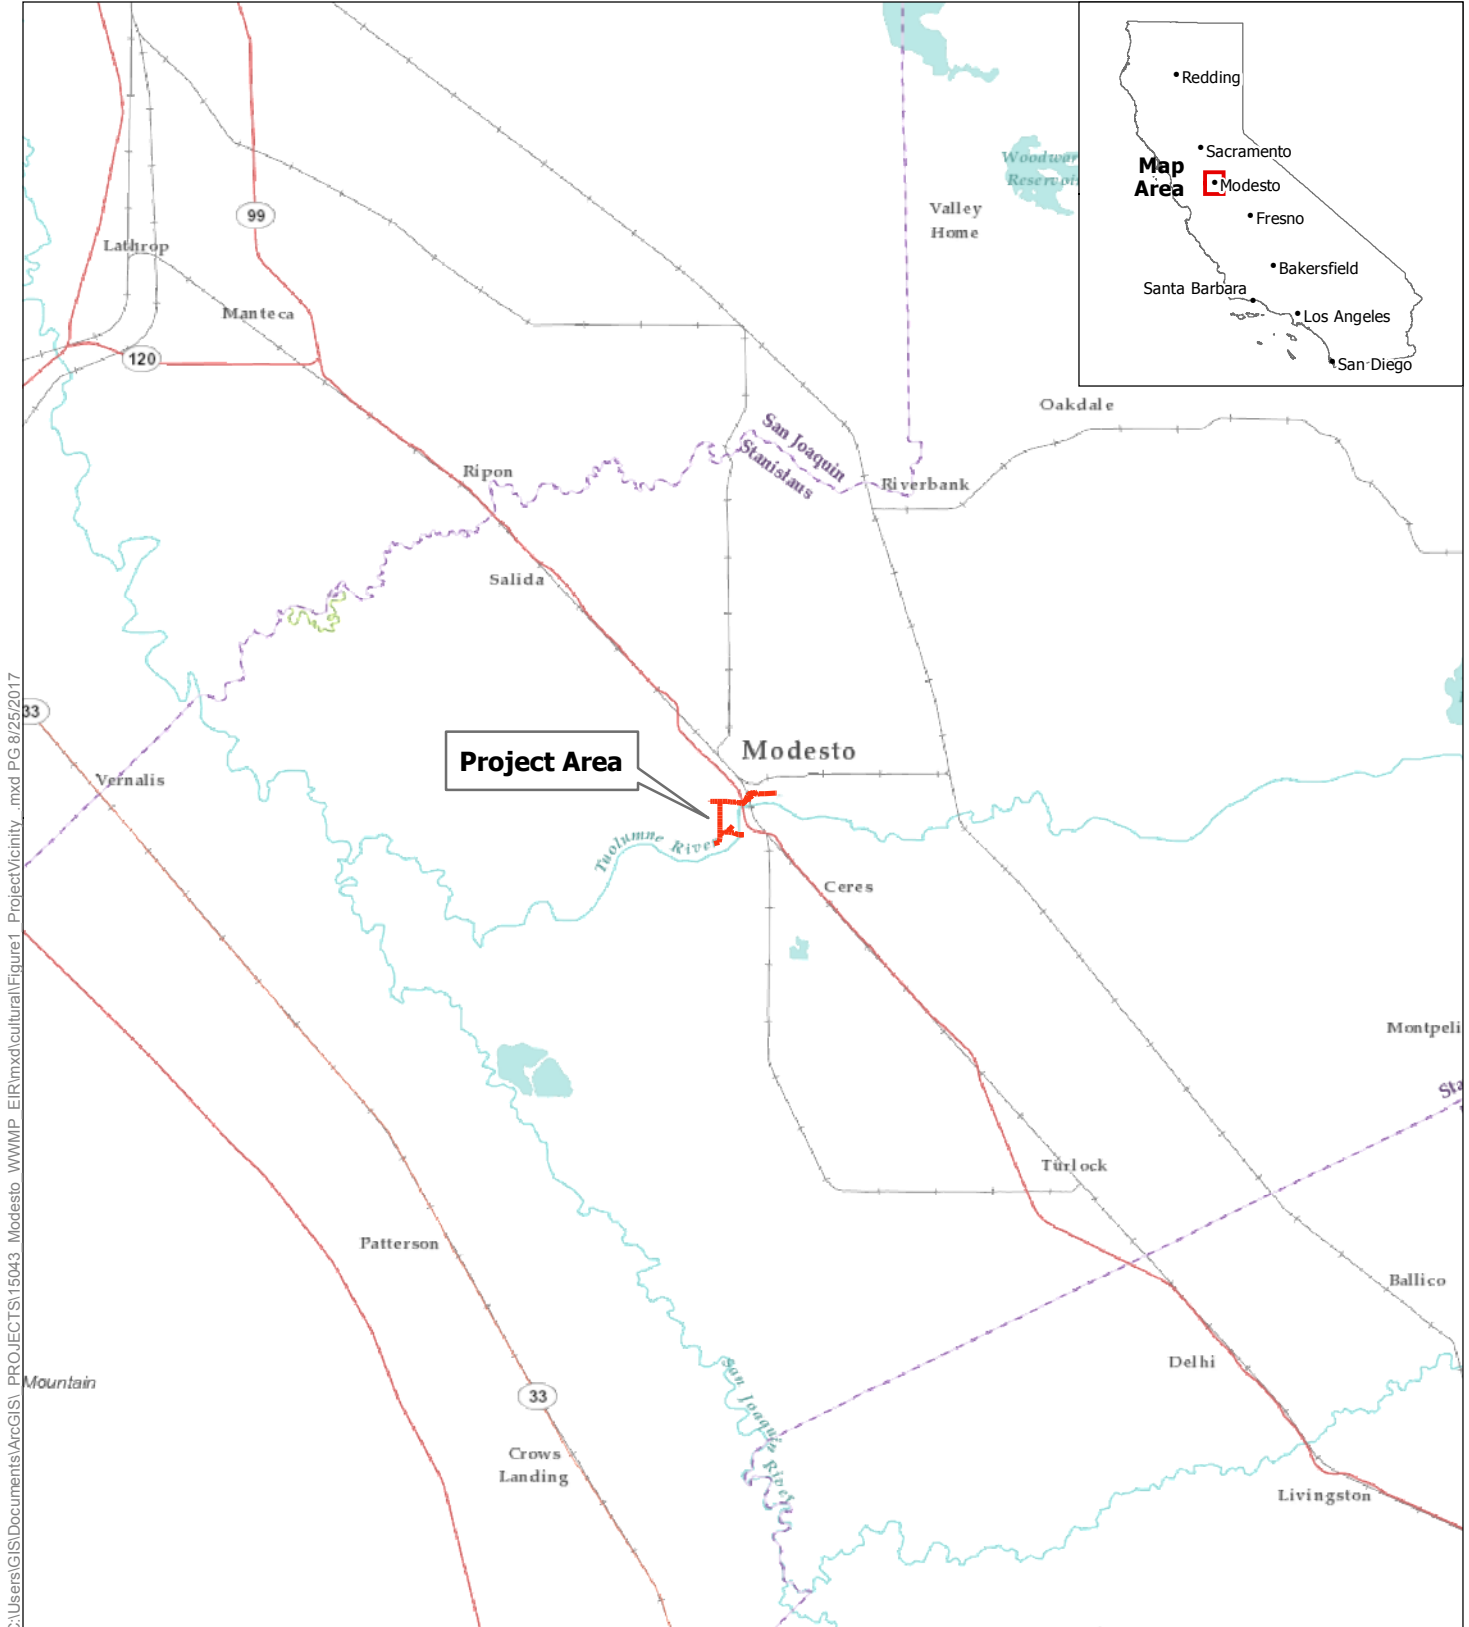 Redding
Sacramento
Map
Area
Modesto
Fresno
Bakersfield
Santa Barbara
Los Angeles
San Diego
Valley
Home
99
Lathrop
Manteca
120
Oakdale
San Joaquin
Stanislaus
Ripon
Riverbank
Salida
33
Modesto
Project Area
Vernalis
Tuolumne River
Ceres
Turlock
Patterson
Ballico
Delhi
Mountain
33
San Joaquin River
Crows
Landing
Livingston
C:\Users\GIS\Documents\ArcGIS\_PROJECTS\15043_Modesto_WWMP_EIR\mxd\cultural\Figure1_ProjectVicinity_.mxd PG 8/25/2017